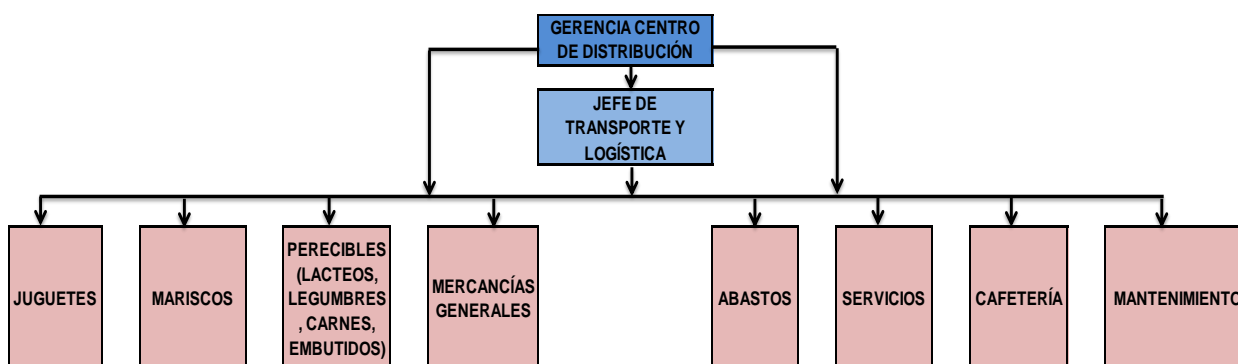 GERENCIA CENTRO
DE DISTRIBUCIÓN
JEFE DE
TRANSPORTE Y
LOGÍSTICA
JUGUETES
MARISCOS
PERECIBLES
(LACTEOS,
LEGUMBRES
, CARNES,
EMBUTIDOS)
MERCANCÍAS
GENERALES
ABASTOS
SERVICIOS
CAFETERÍA
MANTENIMIENTO